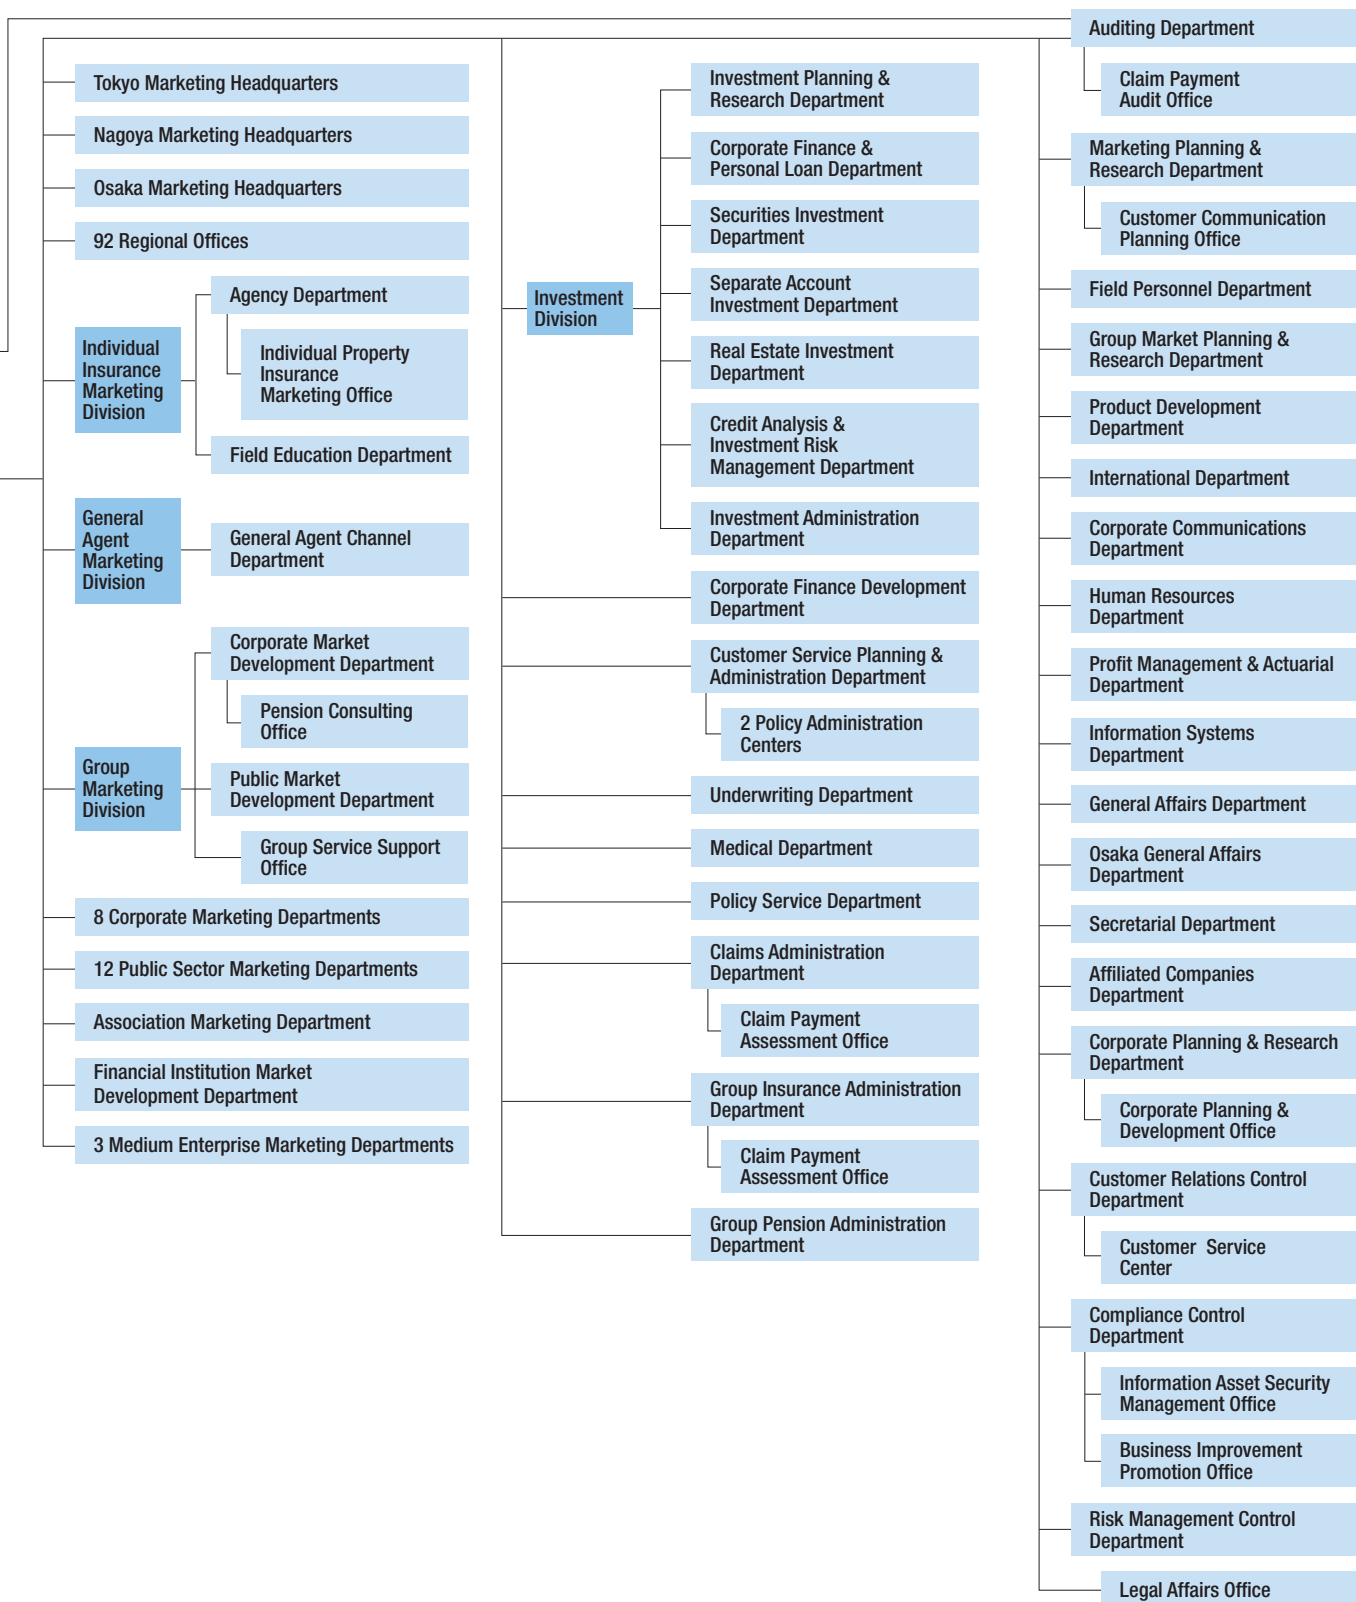 Tokyo Marketing Headquarters
Nagoya Marketing Headquarters
Osaka Marketing Headquarters
92 Regional Offices
Individual
Insurance
Marketing
Division
Agency Department
Individual Property
Insurance
Marketing Office
Field Education Department
General
Agent
Marketing
Division
General Agent Channel
Department
Group
Marketing
Division
Corporate Market
Development Department
Pension Consulting
Office
Public Market
Development Department
Group Service Support
Office
8 Corporate Marketing Departments
12 Public Sector Marketing Departments
Association Marketing Department
Financial Institution Market
Development Department
3 Medium Enterprise Marketing Departments
Investment
Division
Investment Planning &
Research Department
Corporate Finance &
Personal Loan Department
Securities Investment
Department
Separate Account
Investment Department
Real Estate Investment
Department
Credit Analysis &
Investment Risk
Management Department
Investment Administration
Department
Corporate Finance Development
Department
Customer Service Planning &
Administration Department
2 Policy Administration
Centers
Underwriting Department
Medical Department
Policy Service Department
Claims Administration
Department
Claim Payment
Assessment Office
Group Insurance Administration
Department
Claim Payment
Assessment Office
Group Pension Administration
Department
Auditing Department
Claim Payment
Audit Office
Marketing Planning &
Research Department
Customer Communication
Planning Office
Field Personnel Department
Group Market Planning &
Research Department
Product Development
Department
International Department
Corporate Communications
Department
Human Resources
Department
Profit Management & Actuarial
Department
Information Systems
Department
General Affairs Department
Osaka General Affairs
Department
Secretarial Department
Affiliated Companies
Department
Corporate Planning & Research
Department
Corporate Planning &
Development Office
Customer Relations Control
Department
Customer Service
Center
Compliance Control
Department
Information Asset Security
Management Office
Business Improvement
Promotion Office
Risk Management Control
Department
Legal Affairs Office